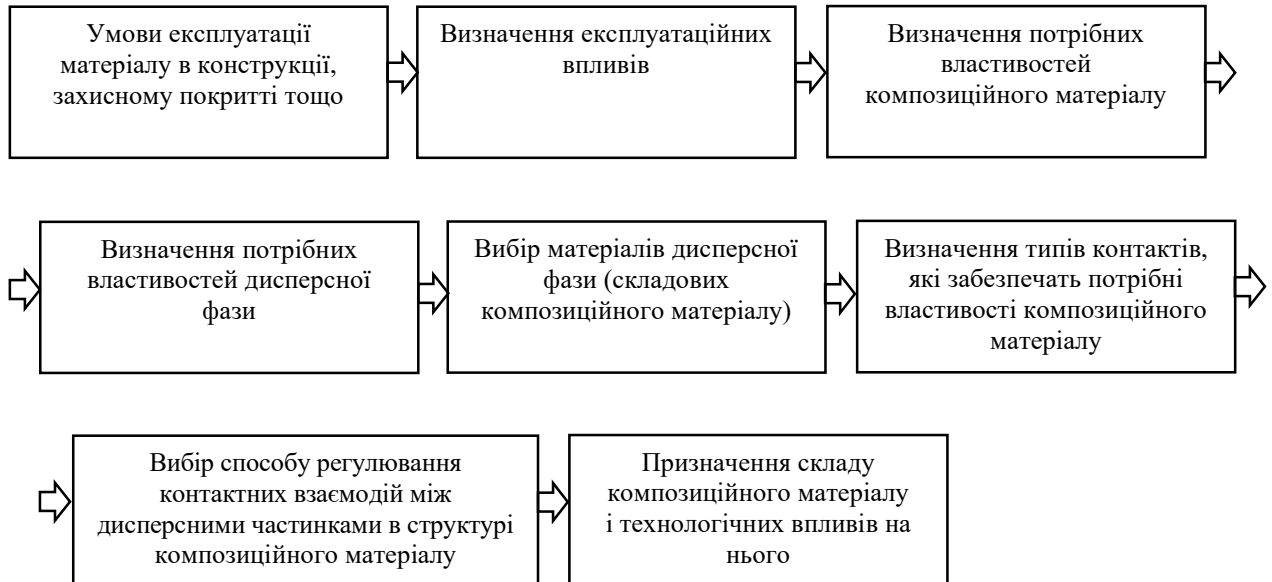 Умови експлуатації
матеріалу в конструкції,
захисному покритті тощо
Визначення експлуатаційних
впливів
Визначення потрібних
властивостей
композиційного матеріалу
Визначення потрібних
властивостей дисперсної
фази
Вибір матеріалів дисперсної
фази (складових
композиційного матеріалу)
Визначення типів контактів,
які забезпечать потрібні
властивості композиційного
матеріалу
Вибір способу регулювання
контактних взаємодій між
дисперсними частинками в структурі
композиційного матеріалу
Призначення складу
композиційного матеріалу
і технологічних впливів на
нього